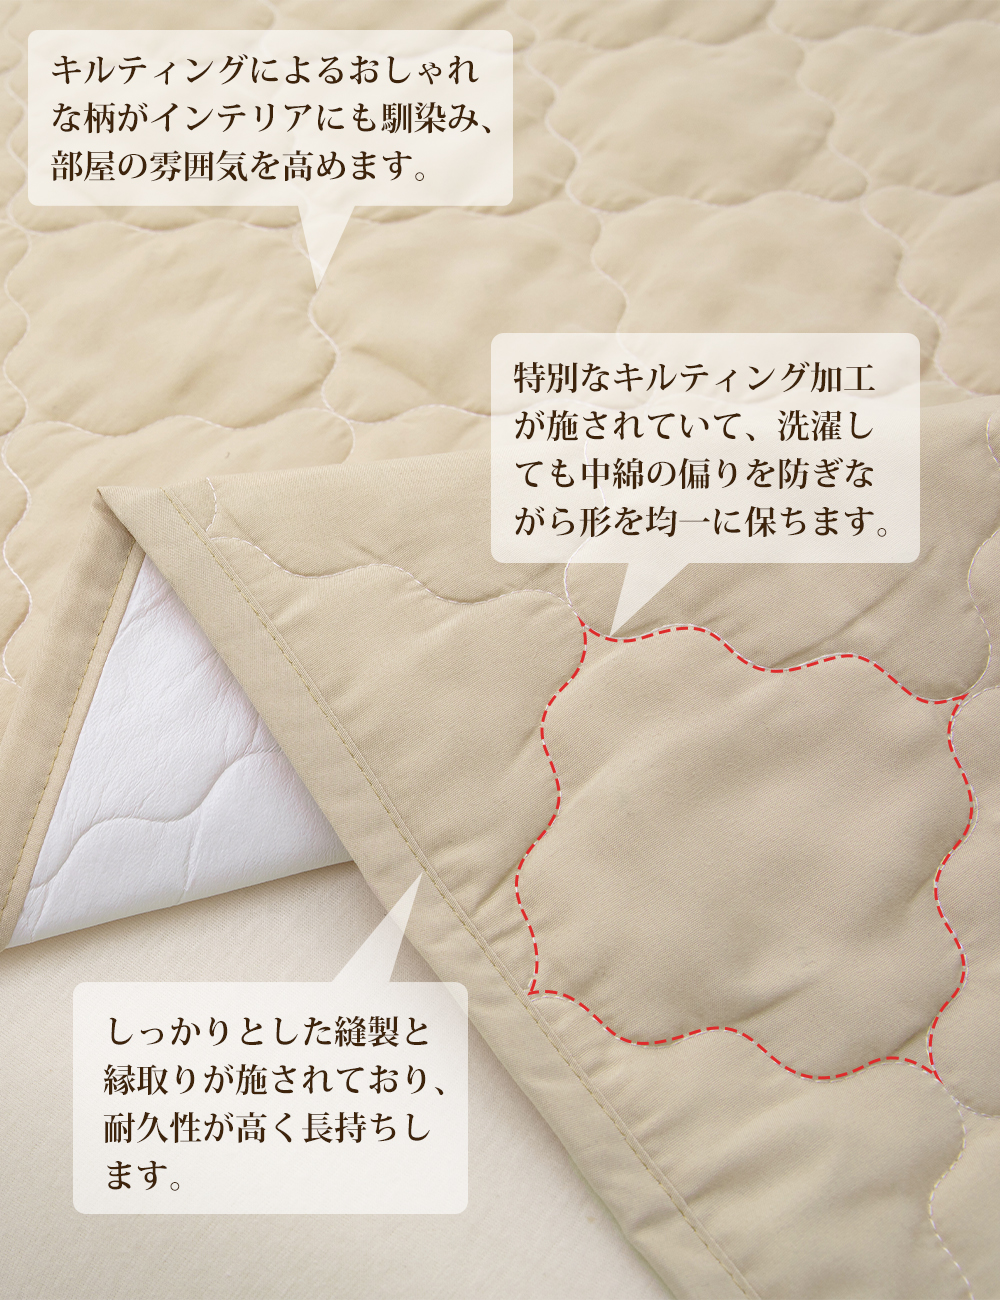 キルティングによるおしゃれ
な柄がインテリアにも馴染み、
部屋の雰囲気を高めます。
特別なキルティング加工
が施されていて、洗濯し
ても中綿の偏りを防ぎな
がら形を均一に保ちます。
しっかりとした縫製と
縁取りが施されており、
耐久性が高く長持ちし
ます。